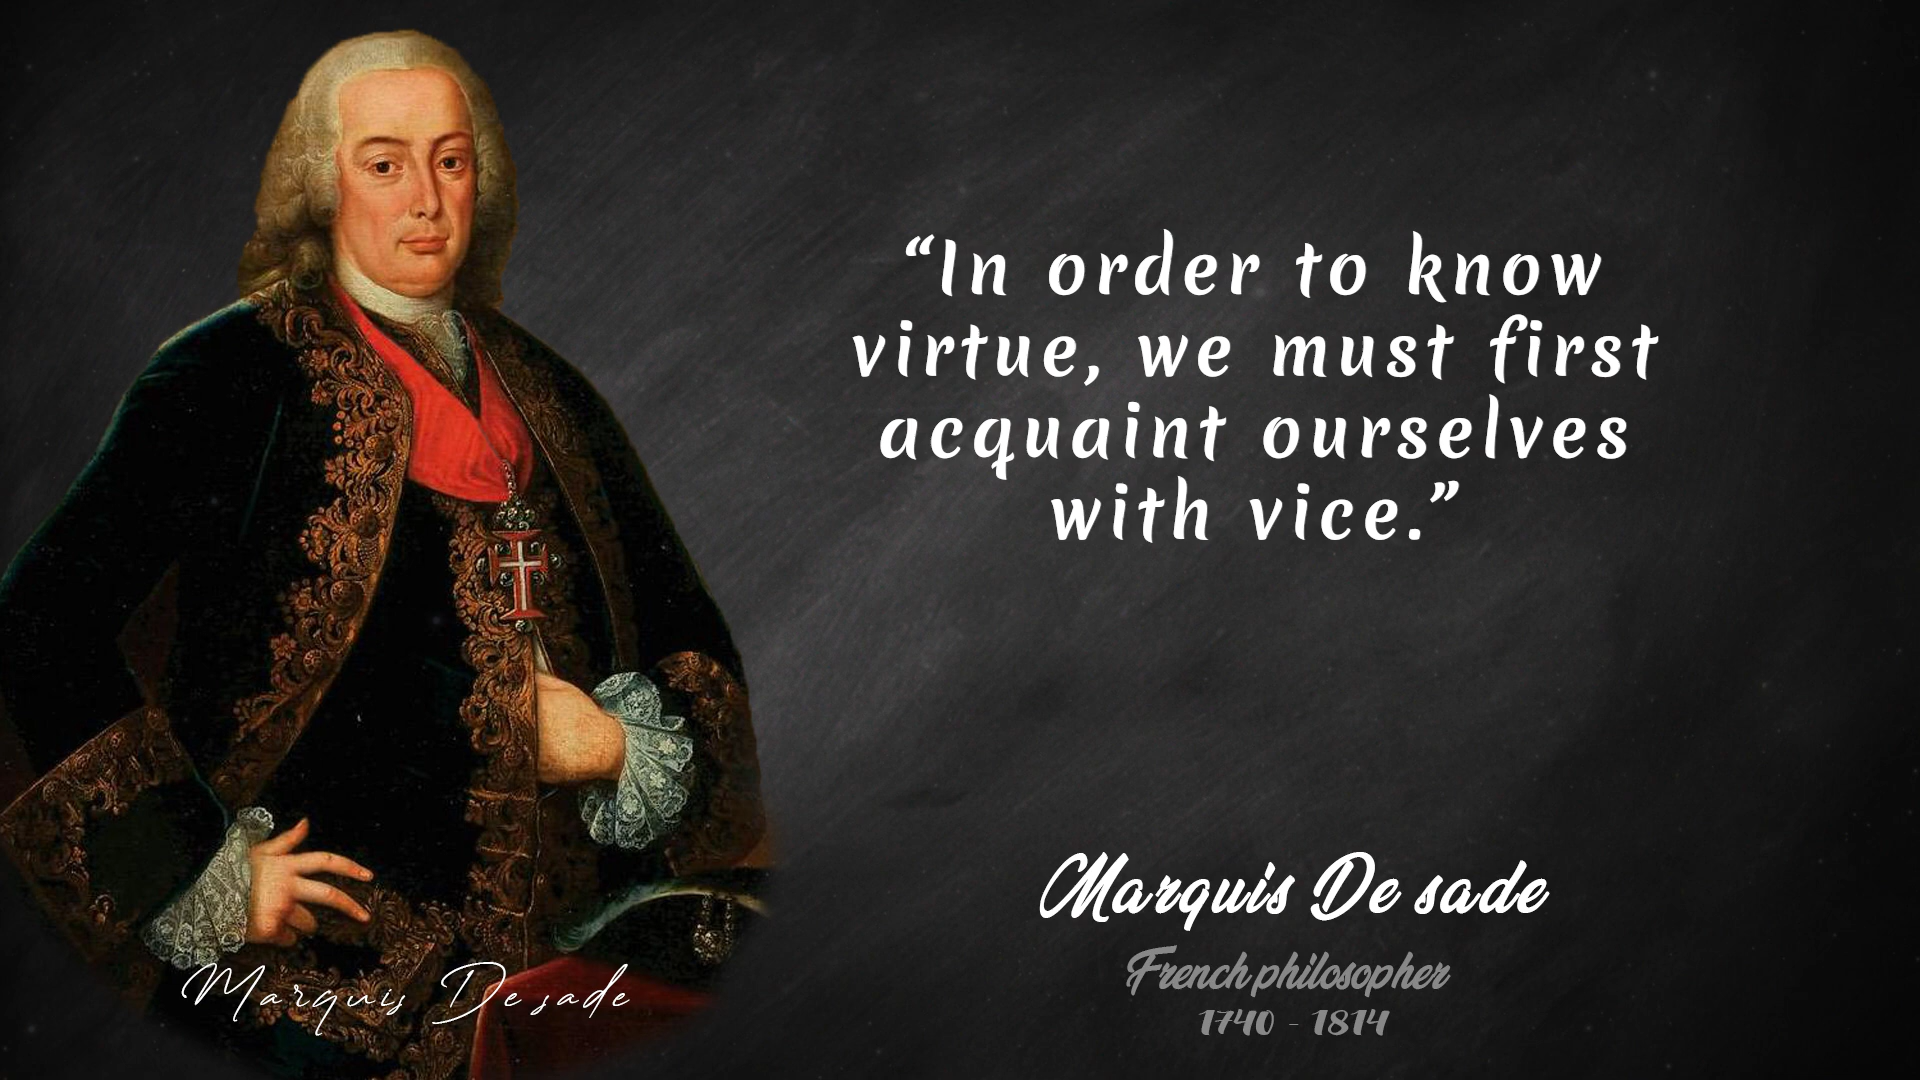 “In order to know
virtue, we must first
acquaint ourselves
with vice.”
Marquis De sade
French philosopher
1740 - 1814
Marquis De sade